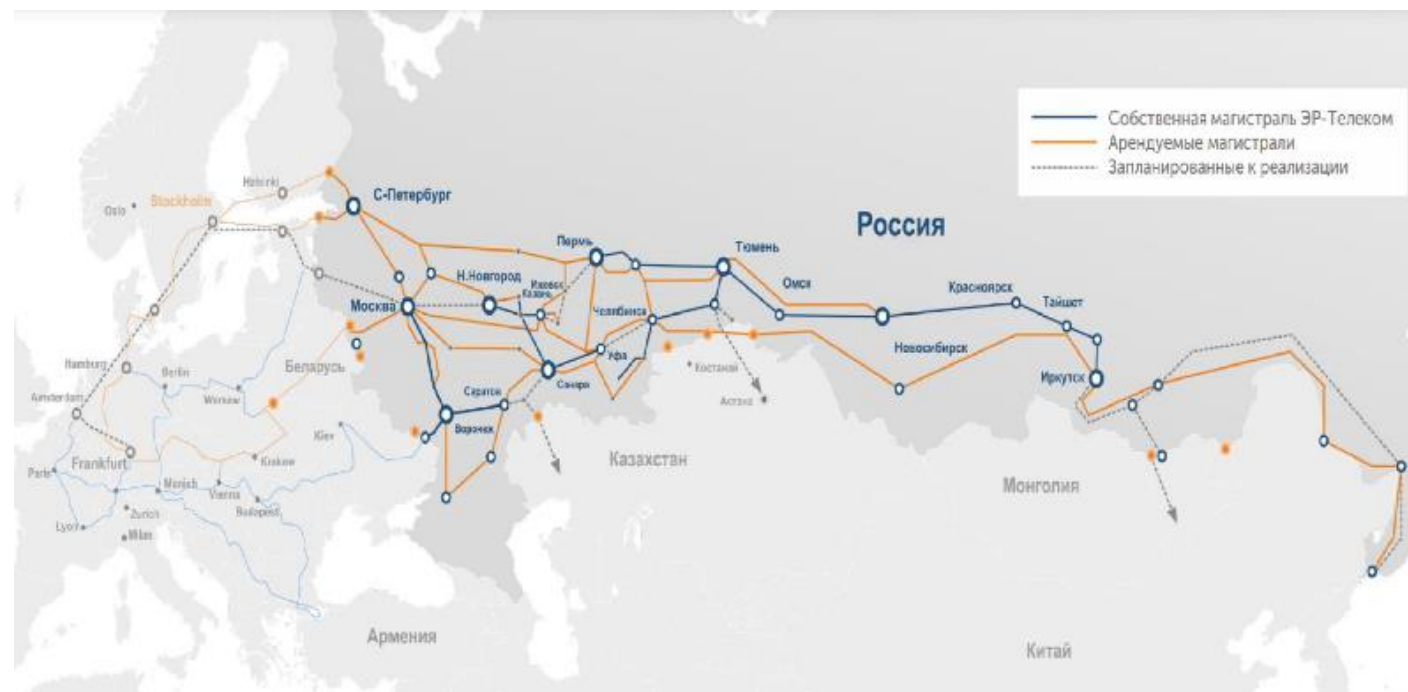 Собственная магистраль ЭР-Телеком
Арендуемые магистрали
Запланированные к реализации
Helsinki
Oslo
Stockholm
С-Петербург
Россия
Пермь
Тюмень
Н.Новгород
Ижевск
Казань
Омск
Красноярск
Тайшет
Москва
Челябинск
Новосибирск
Уфа
Hamburg
Berlin
Беларусь
Самара
Костанай
Иркутск
Amsterdam
Warsaw
Саратов
Астана
Воронеж
Kiev
Frankfurt
Krakow
Казахстан
Paris
Munich
Vienna
Монголия
Budapest
Zurich
Lyon
Milan
Армения
Китай